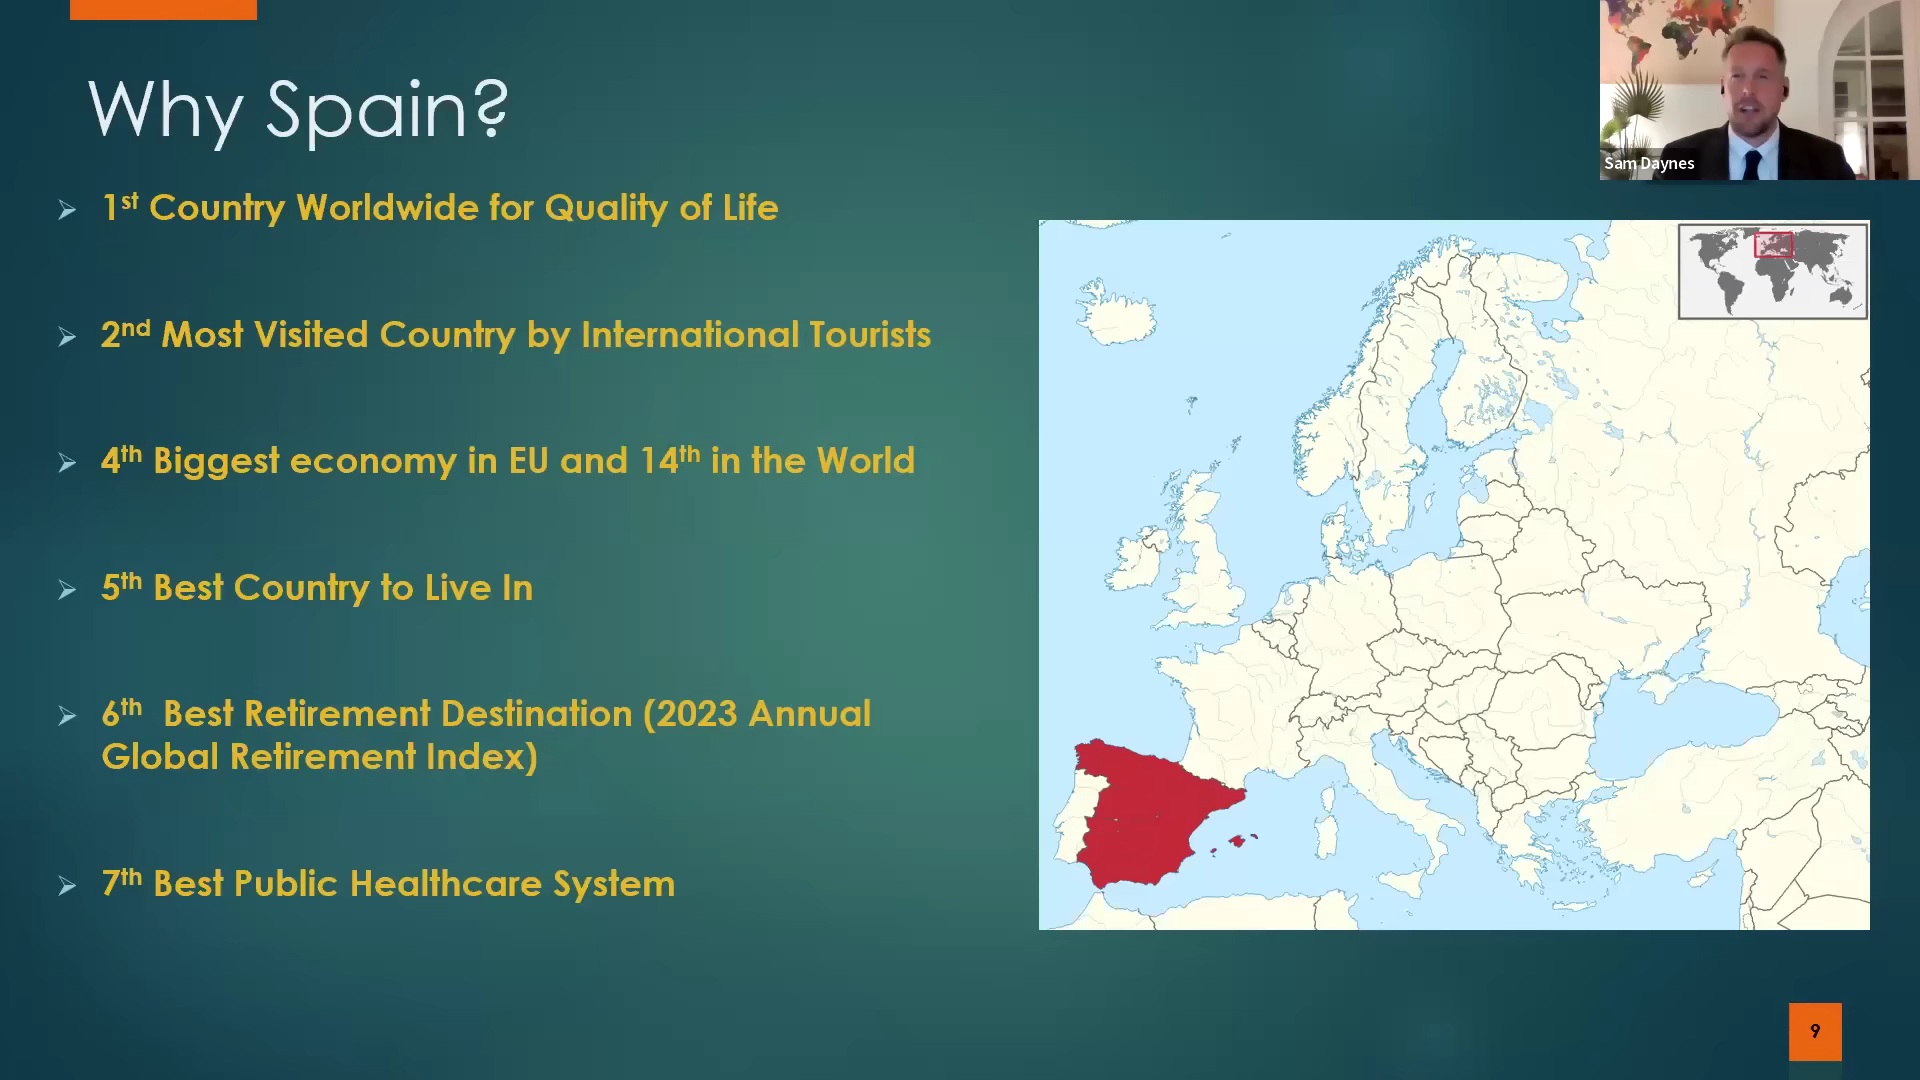 Why Spain?
1st Country Worldwide for Quality of Life
2nd Most Visited Country by International Tourists
4th Biggest economy in EU and 14th in the World
5th Best Country to Live In
6th Best Retirement Destination (2023 Annual
Global Retirement Index)
7th Best Public Healthcare System
Sam Daynes
9